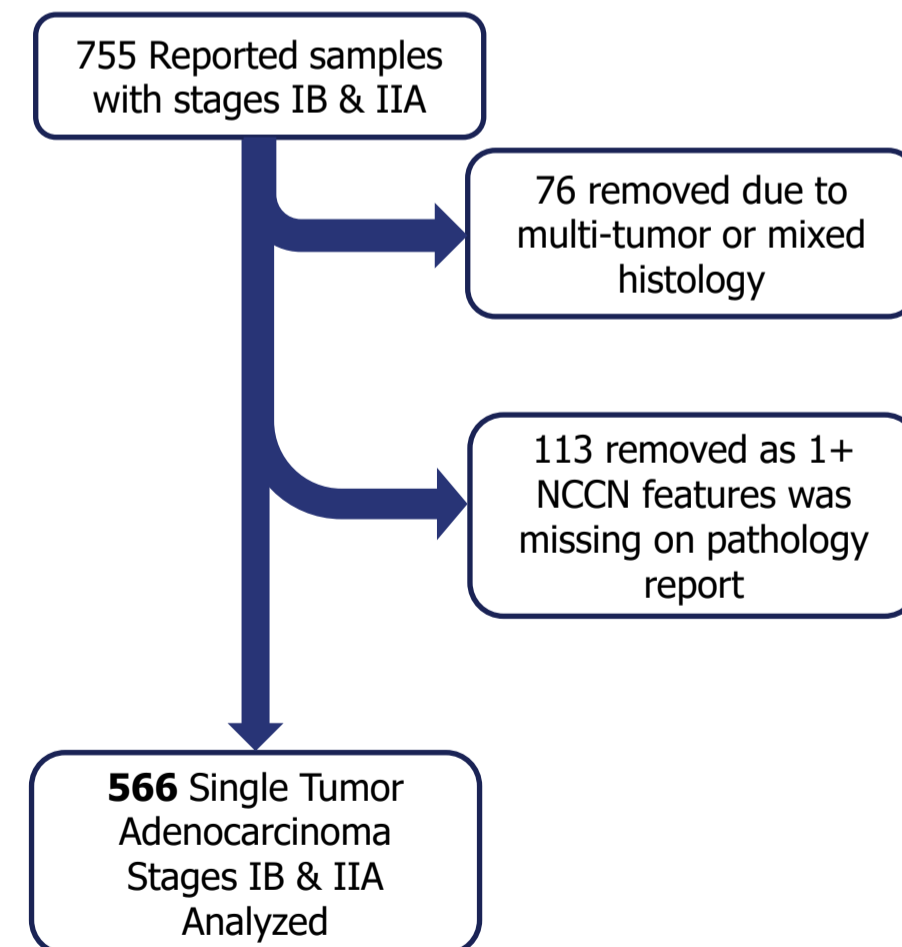 755 Reported samples
with stages IB & IIA
76 removed due to
multi-tumor or mixed
histology
113 removed as 1+
NCCN features was
missing on pathology
report
566 Single Tumor
Adenocarcinoma
Stages IB & IIA
Analyzed